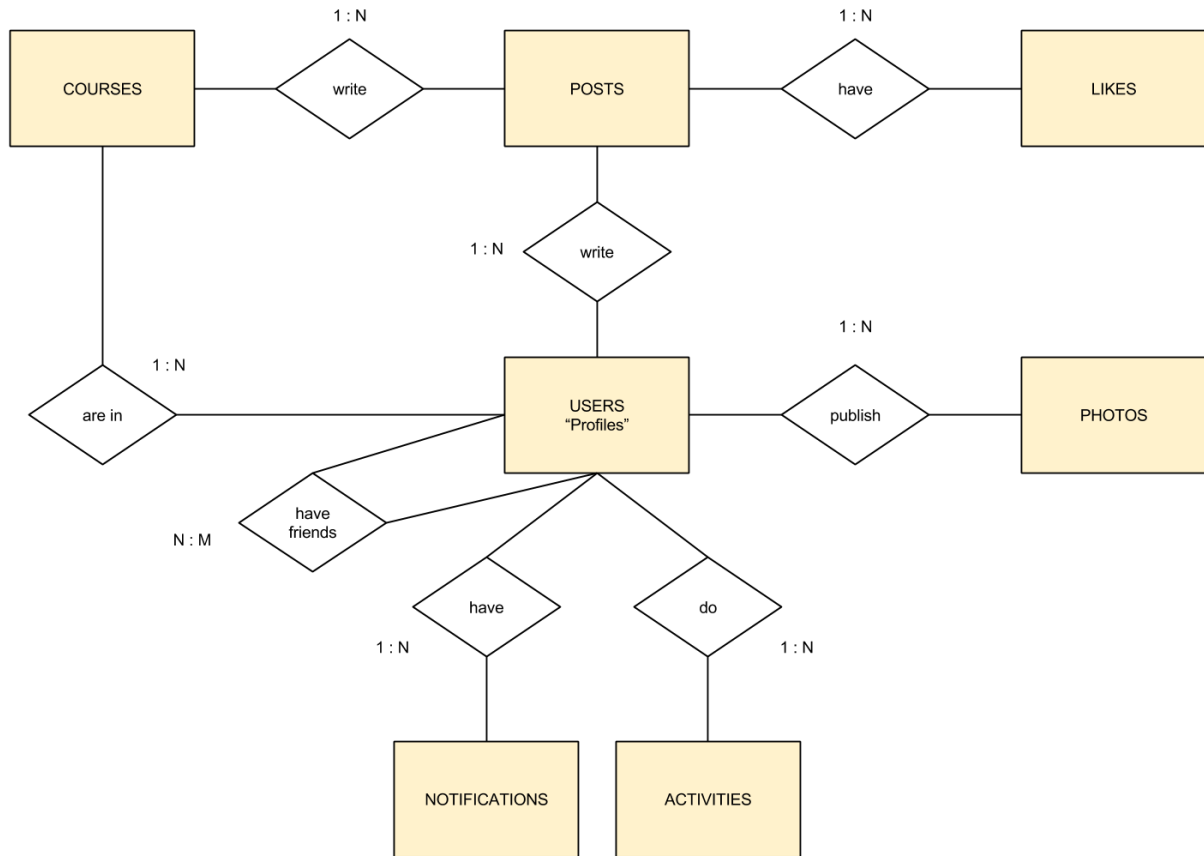 1 : N
1 : N
COURSES
write
POSTS
have
LIKES
1 : N
write
1 : N
1 : N
are in
USERS
“Profiles”
publish
PHOTOS
have
friends
N : M
have
do
1 : N
1 : N
NOTIFICATIONS
ACTIVITIES